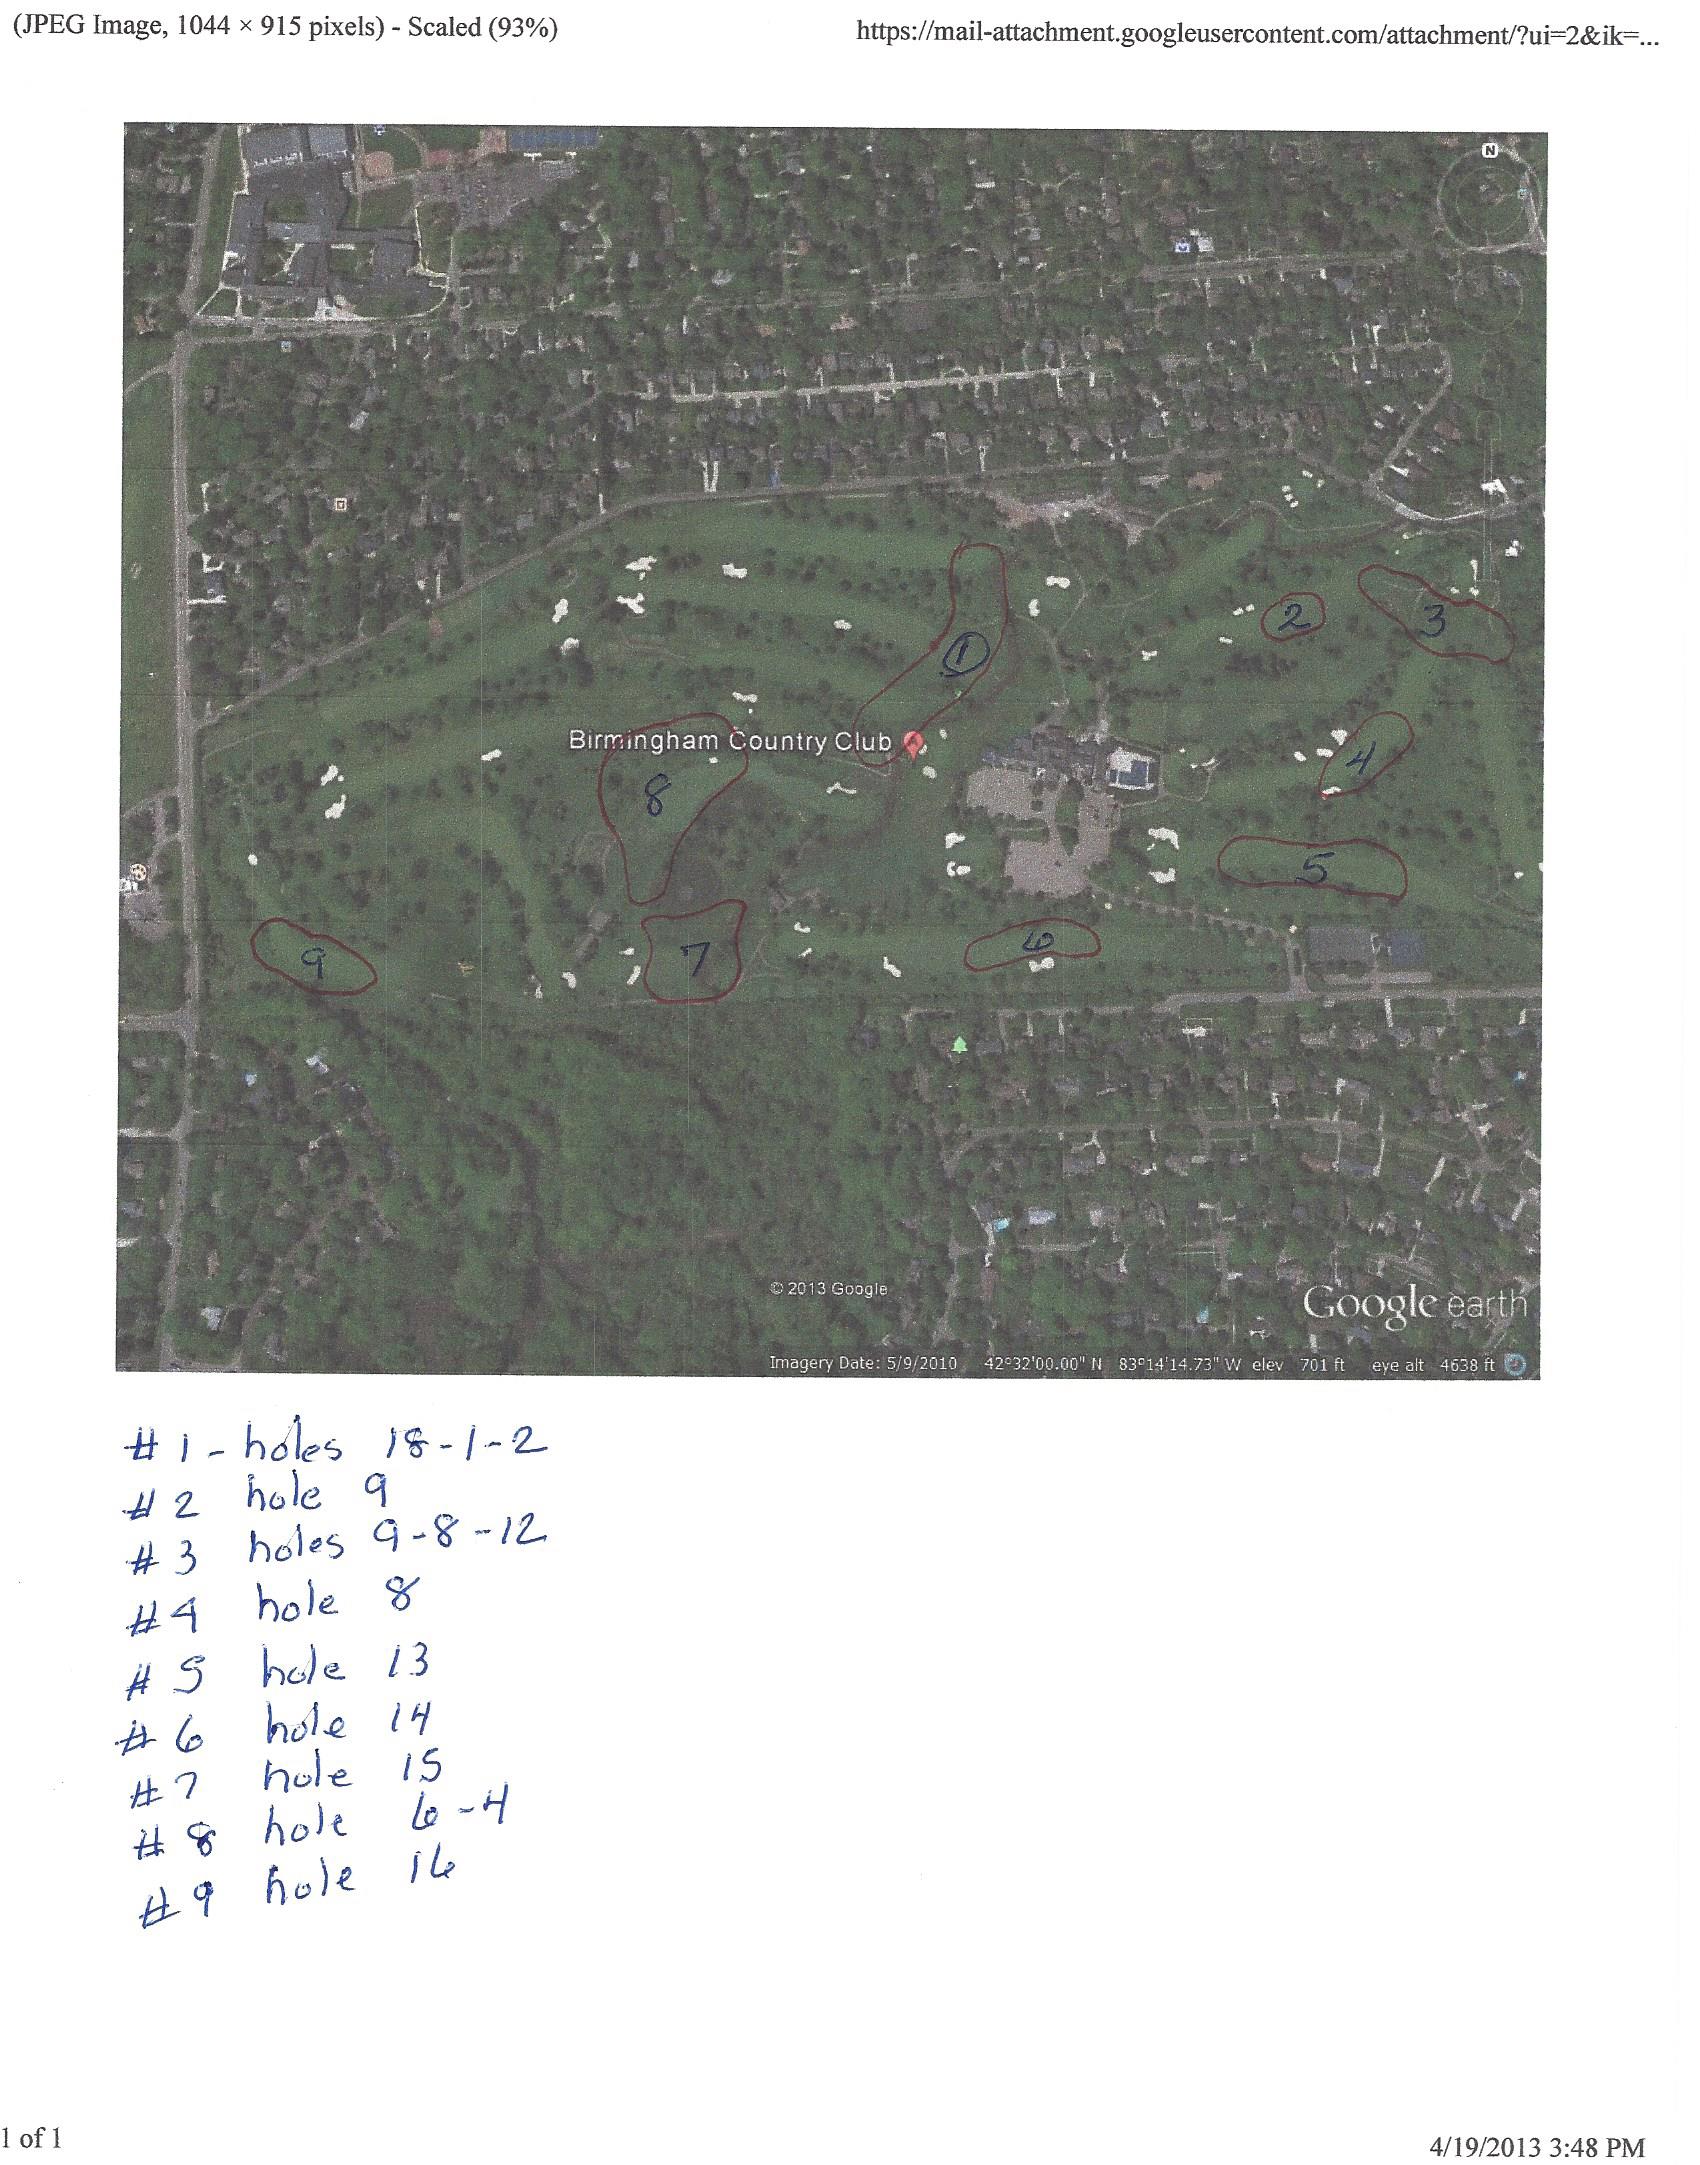 (JPEG Image, 1044 × 915 pixels) - Scaled (93%)
https://mail-attachment.googleusercontent.com/attachment/?ui=2&ik=...
N
2
3
1
Birmingham Country Club
4
8
5
6
7
9
© 2013 Google
Google earth
Imagery Date: 5/9/2010 42°32'00.00" N 83°14'14.73" W elev 701 ft eye alt 4638 ft
#1 - holes 18-1-2
#2 hole 9
#3 holes 9-8-12
#4 hole 8
#5 hole 13
#6 hole 14
#7 hole 15
#8 hole 6-4
#9 hole 16
1 of 1
4/19/2013 3:48 PM